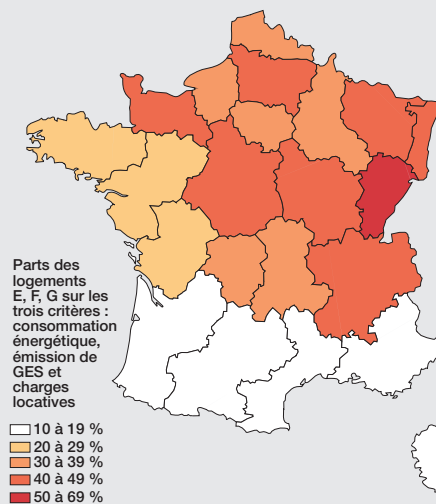 Parts des
logements
E, F, G sur les
trois critères :
consommation
énergétique,
émission de
GES et
charges
locatives
10 à 19 %
20 à 29 %
30 à 39 %
40 à 49 %
50 à 69 %